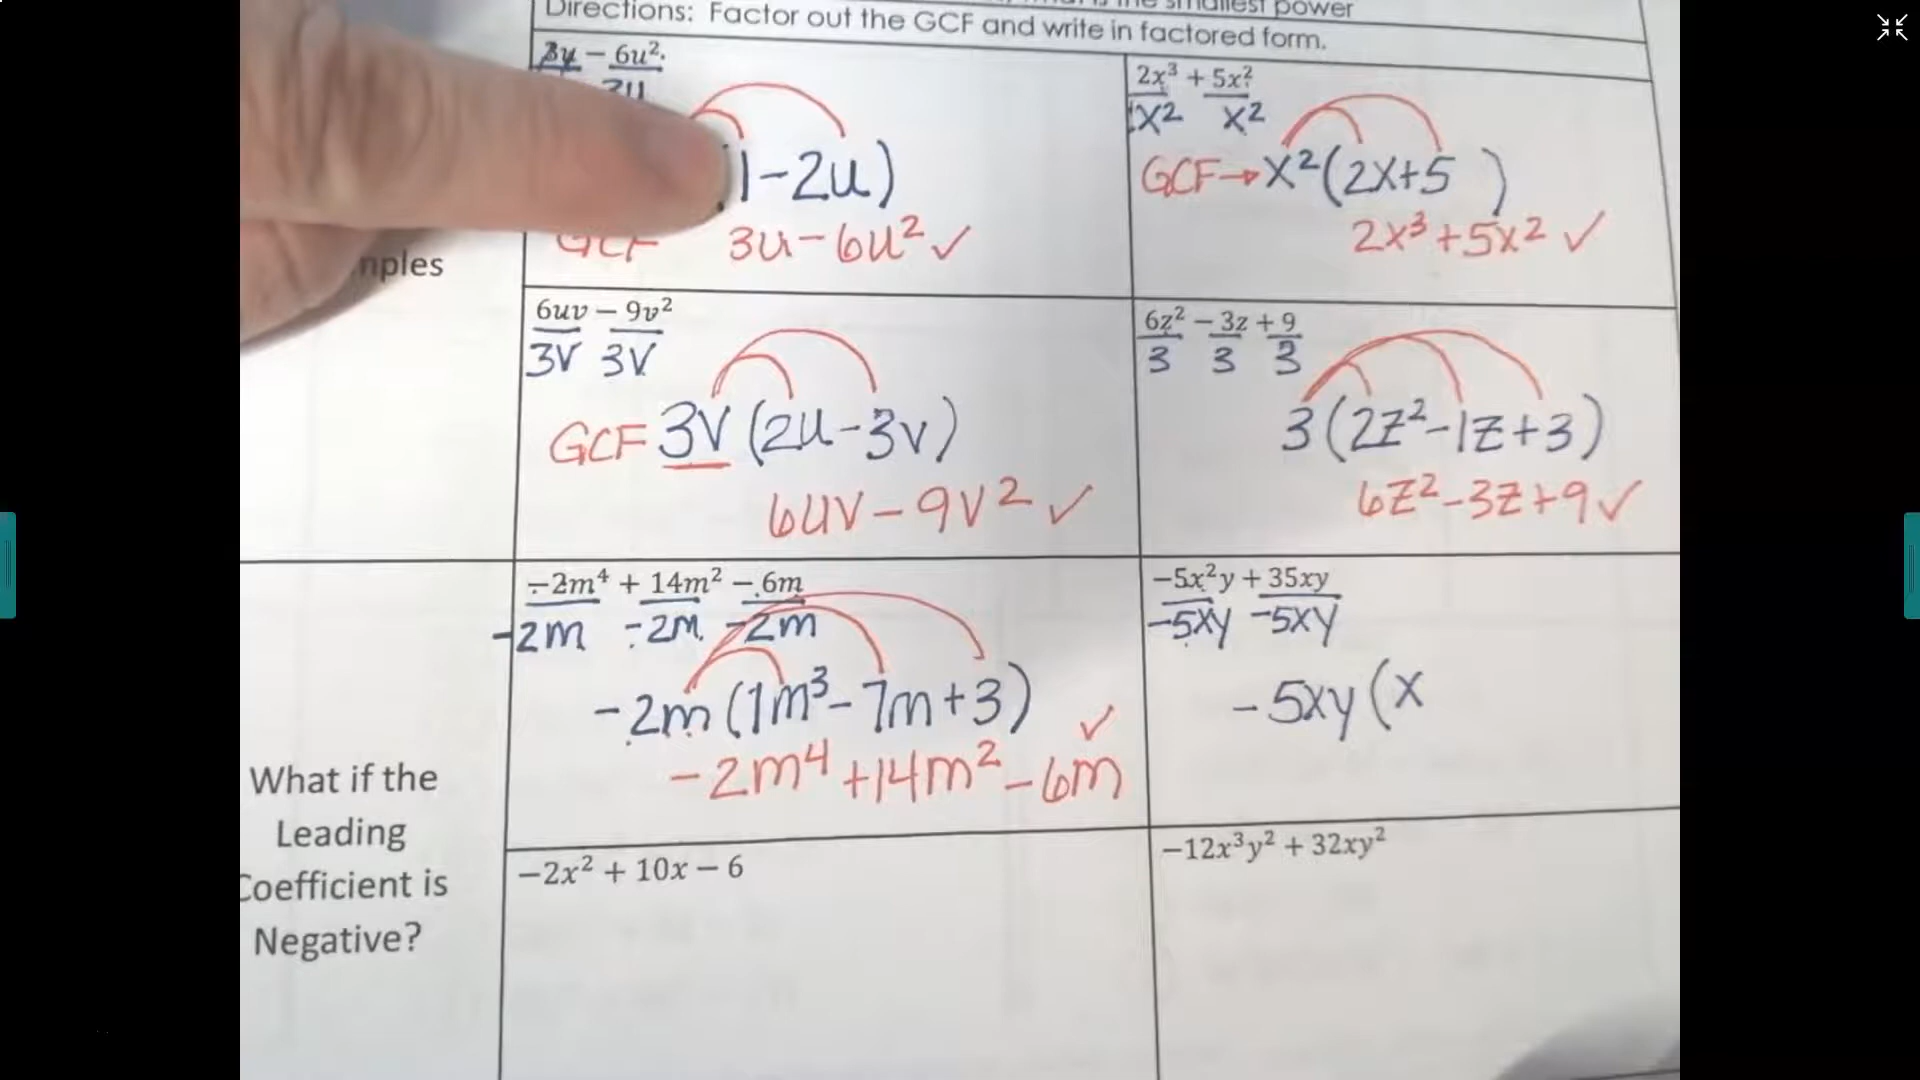 smallest power
Directions: Factor out the GCF and write in factored form.
3u − 6u²
3u
1-2u)
GCF
3u-6u² ✓
2x³ + 5x²
x² x²
GCF→x²(2x+5 )
2x³+5x² ✓
nples
6uv − 9v²
3v 3v
GCF 3v (2u-3v)
6uv-9v² ✓
6z² − 3z + 9
3 3 3
3(2z²-1z+3)
6z²-3z+9 ✓
−2m⁴ + 14m² − 6m
-2m -2m -2m
-2m(1m³-7m+3)
✓
-2m⁴+14m²-6m
−5x²y + 35xy
-5xy -5xy
-5xy(x
What if the
Leading
Coefficient is
Negative?
−2x² + 10x − 6
−12x³y² + 32xy²